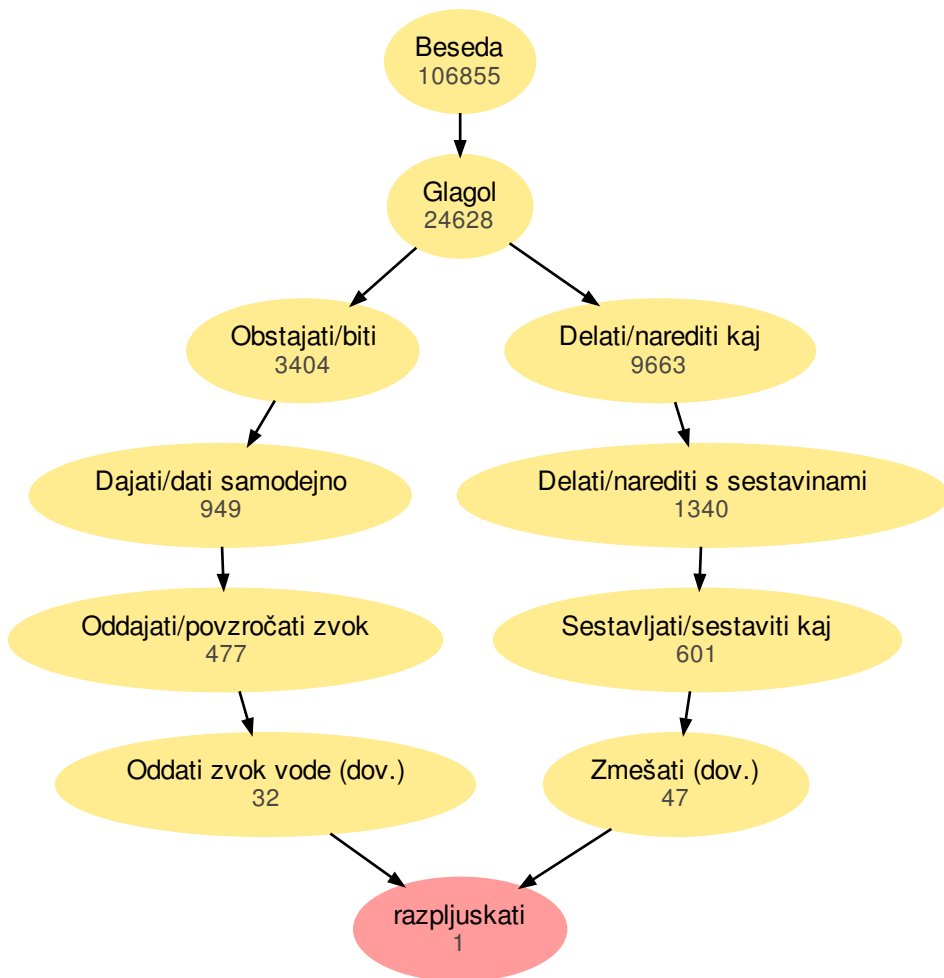 Beseda
106855
Glagol
24628
Obstajati/biti
3404
Delati/narediti kaj
9663
Dajati/dati samodejno
949
Delati/narediti s sestavinami
1340
Oddajati/povzročati zvok
477
Sestavljati/sestaviti kaj
601
Oddati zvok vode (dov.)
32
Zmešati (dov.)
47
razpljuskati
1